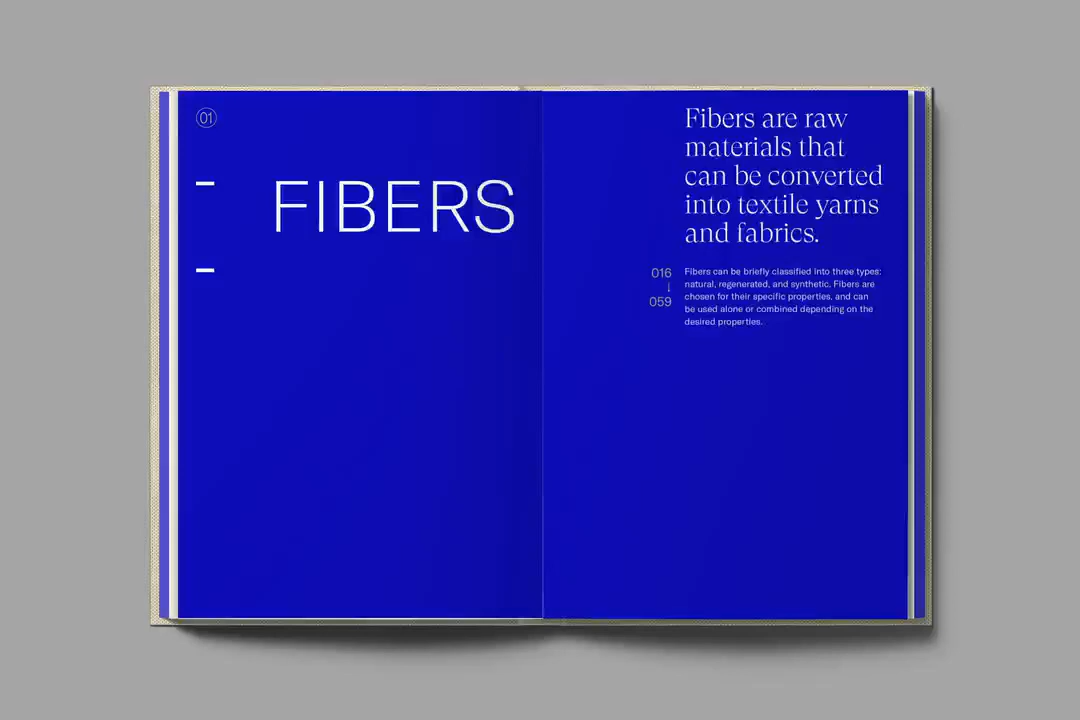 01
FIBERS
Fibers are raw
materials that
can be converted
into textile yarns
and fabrics.
016
↓
059
Fibers can be briefly classified into three types:
natural, regenerated, and synthetic. Fibers are
chosen for their specific properties, and can
be used alone or combined depending on the
desired properties.